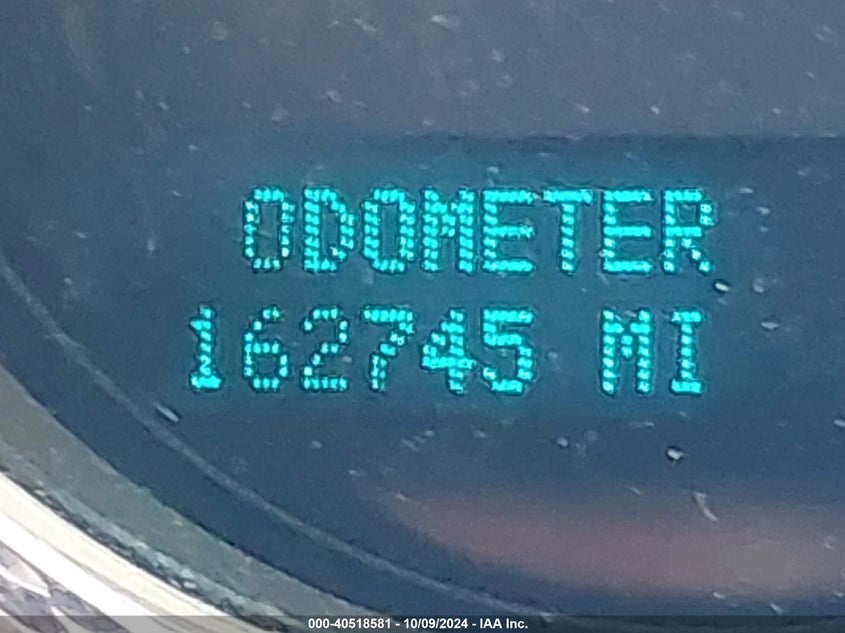 ODOMETER
162745 MI
000-40518581 - 10/09/2024 - IAA Inc.